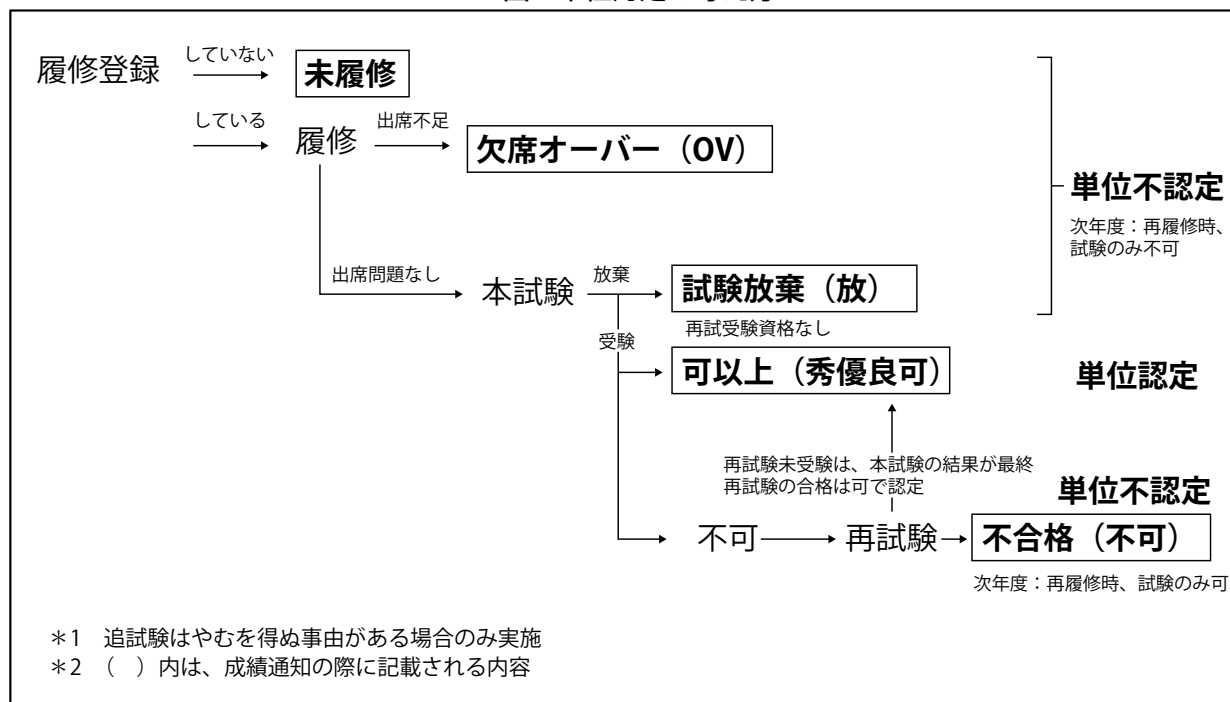 履修登録
していない
未履修
している
履修
出席不足
欠席オーバー（OV）
単位不認定
次年度：再履修時、
試験のみ不可
出席問題なし
本試験
放棄
試験放棄（放）
再試受験資格なし
受験
可以上（秀優良可）
単位認定
再試験未受験は、本試験の結果が最終
再試験の合格は可で認定
単位不認定
不可
再試験
不合格（不可）
次年度：再履修時、試験のみ可
＊1　追試験はやむを得ぬ事由がある場合のみ実施
＊2　（　）内は、成績通知の際に記載される内容